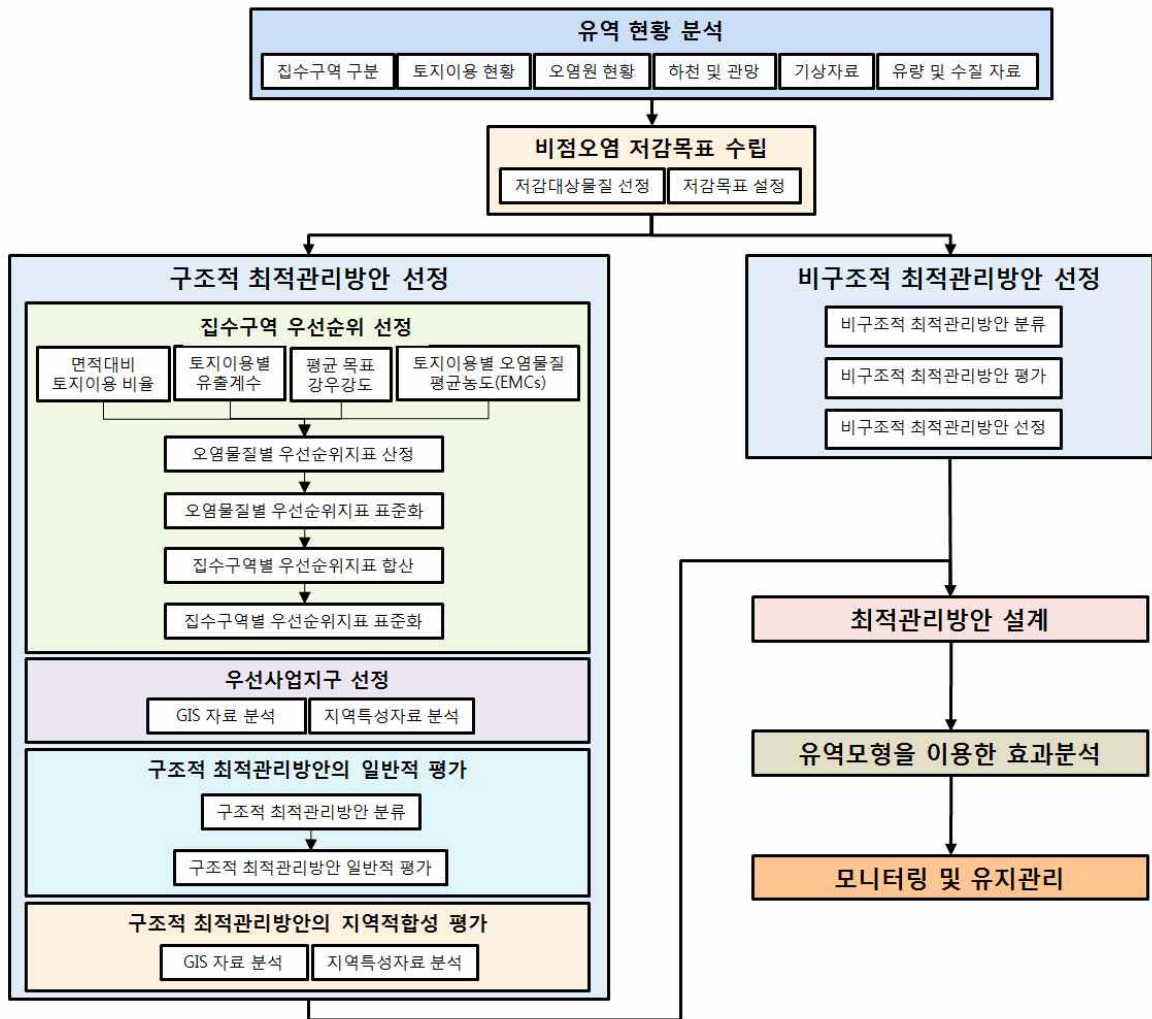 유역 현황 분석
집수구역 구분
토지이용 현황
오염원 현황
하천 및 관망
기상자료
유량 및 수질 자료
비점오염 저감목표 수립
저감대상물질 선정
저감목표 설정
구조적 최적관리방안 선정
집수구역 우선순위 선정
면적대비
토지이용 비율
토지이용별
유출계수
평균 목표
강우강도
토지이용별 오염물질
평균농도(EMCs)
오염물질별 우선순위지표 산정
오염물질별 우선순위지표 표준화
집수구역별 우선순위지표 합산
집수구역별 우선순위지표 표준화
우선사업지구 선정
GIS 자료 분석
지역특성자료 분석
구조적 최적관리방안의 일반적 평가
구조적 최적관리방안 분류
구조적 최적관리방안 일반적 평가
구조적 최적관리방안의 지역적합성 평가
GIS 자료 분석
지역특성자료 분석
비구조적 최적관리방안 선정
비구조적 최적관리방안 분류
비구조적 최적관리방안 평가
비구조적 최적관리방안 선정
최적관리방안 설계
유역모형을 이용한 효과분석
모니터링 및 유지관리